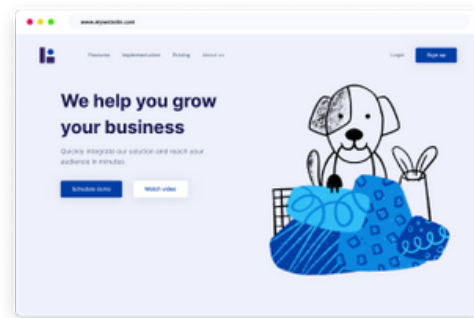 www.mywebsite.com
Features Implementation Pricing About us Login Sign up
We help you grow
your business
Quickly integrate our solution and reach your
audience in minutes
Schedule demo Watch video